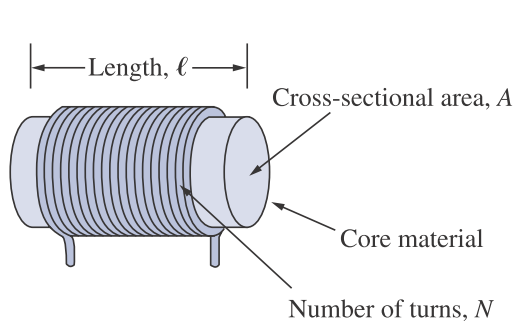 Length, ℓ
Cross-sectional area, A
Core material
Number of turns, N